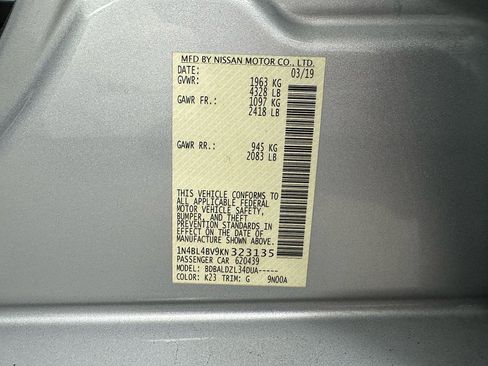 MFD BY NISSAN MOTOR CO., LTD.
DATE: 03/19
GVWR: 1963 KG
4328 LB
GAWR FR.: 1097 KG
2418 LB
GAWR RR.: 945 KG
2083 LB
THIS VEHICLE CONFORMS TO
ALL APPLICABLE FEDERAL
MOTOR VEHICLE SAFETY,
BUMPER, AND THEFT
PREVENTION STANDARDS IN
EFFECT ON THE DATE OF
MANUFACTURE SHOWN ABOVE.
1N4BL4BV9KN323135
PASSENGER CAR 620439
MODEL: BDBALDZL34DUA-----
COLOR: K23 TRIM: G 9N00A